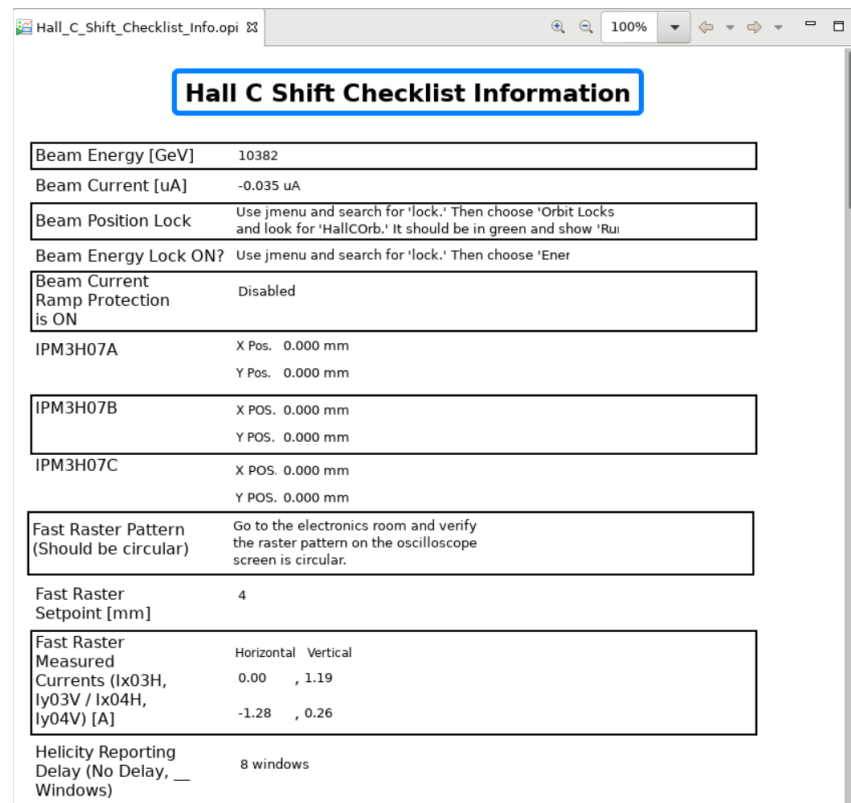 Hall_C_Shift_Checklist_Info.opi
100%
Hall C Shift Checklist Information
Beam Energy [GeV] 10382
Beam Current [uA] -0.035 uA
Beam Position Lock
Use jmenu and search for 'lock.' Then choose 'Orbit Locks
and look for 'HallCOrb.' It should be in green and show
Beam Energy Lock ON? Use jmenu and search for 'lock.' Then choose 'Ener
Beam Current
Ramp Protection
is ON
Disabled
IPM3H07A
X Pos. 0.000 mm
Y Pos. 0.000 mm
IPM3H07B
X POS. 0.000 mm
Y POS. 0.000 mm
IPM3H07C
X POS. 0.000 mm
Y POS. 0.000 mm
Fast Raster Pattern
(Should be circular)
Go to the electronics room and verify
the raster pattern on the oscilloscope
screen is circular.
Fast Raster
Setpoint [mm]
4
Fast Raster
Measured
Currents (Ix03H,
Iy03V / Ix04H,
Iy04V) [A]
Horizontal Vertical
0.00 , 1.19
-1.28 , 0.26
Helicity Reporting
Delay (No Delay, __
Windows)
8 windows